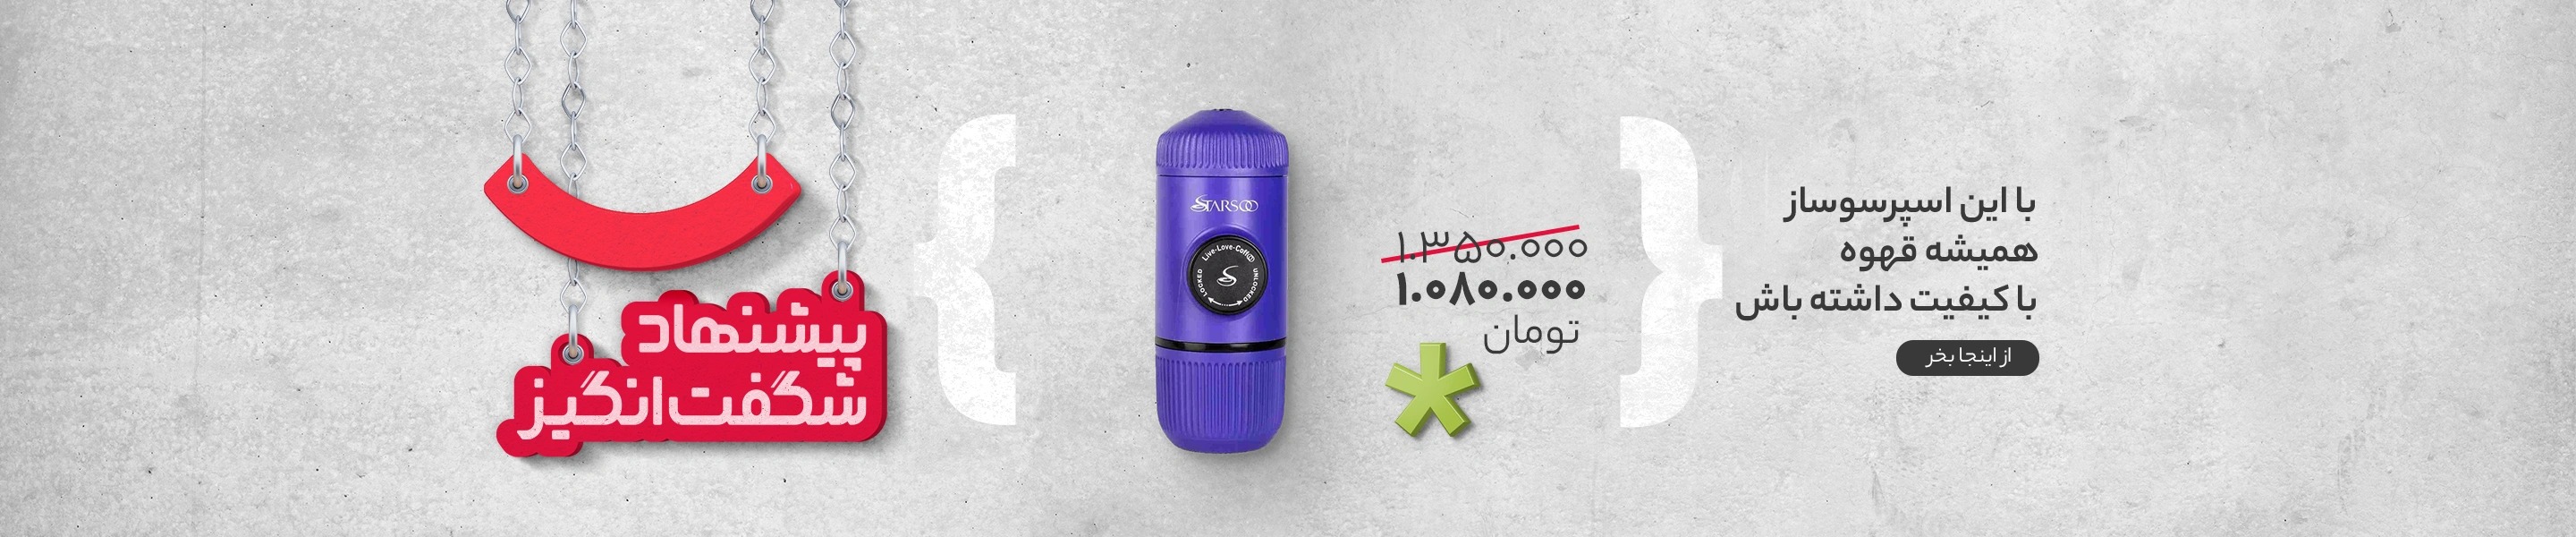 با این اسپرسوساز
همیشه قهوه
با کیفیت داشته باش
از اینجا بخر
۱.۳۵۰.۰۰۰
۱.۰۸۰.۰۰۰
تومان
STARSOO
Live-Love-Coffee
LOCKED
UNLOCKED
پیشنهاد
شگفت‌انگیز